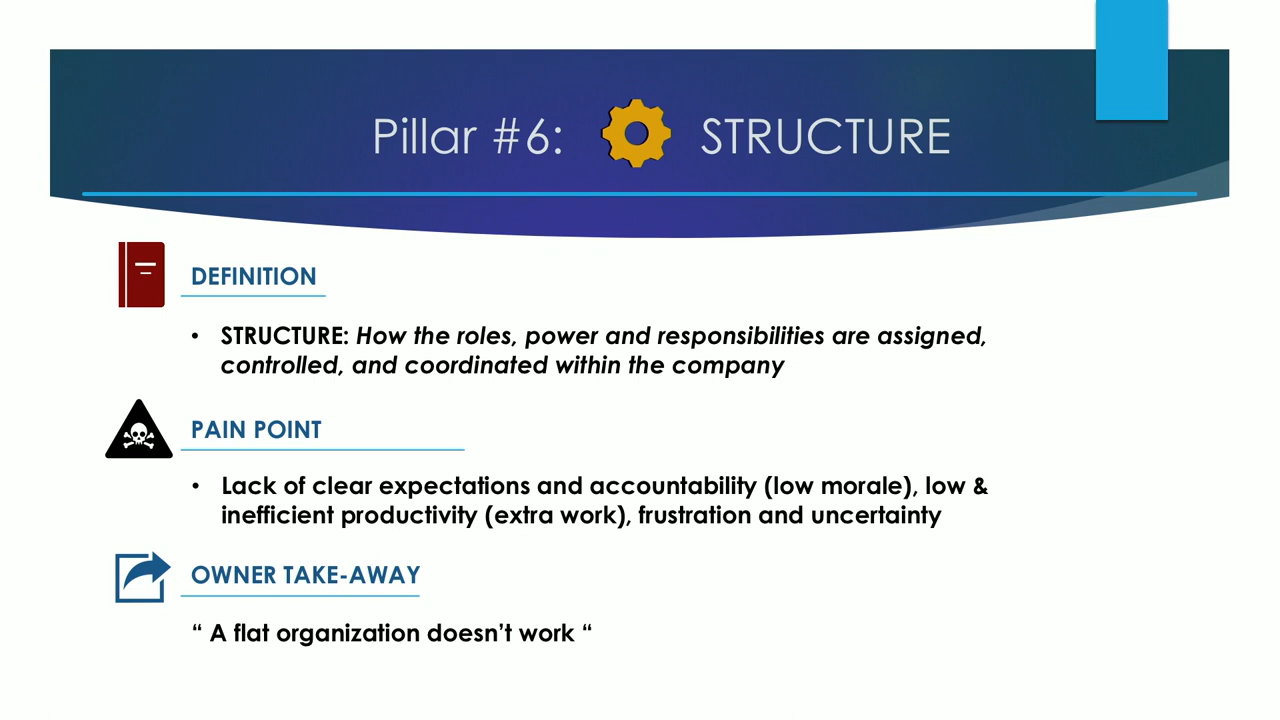 Pillar #6: STRUCTURE
DEFINITION
• STRUCTURE: How the roles, power and responsibilities are assigned,
controlled, and coordinated within the company
PAIN POINT
• Lack of clear expectations and accountability (low morale), low &
inefficient productivity (extra work), frustration and uncertainty
OWNER TAKE-AWAY
“ A flat organization doesn’t work “